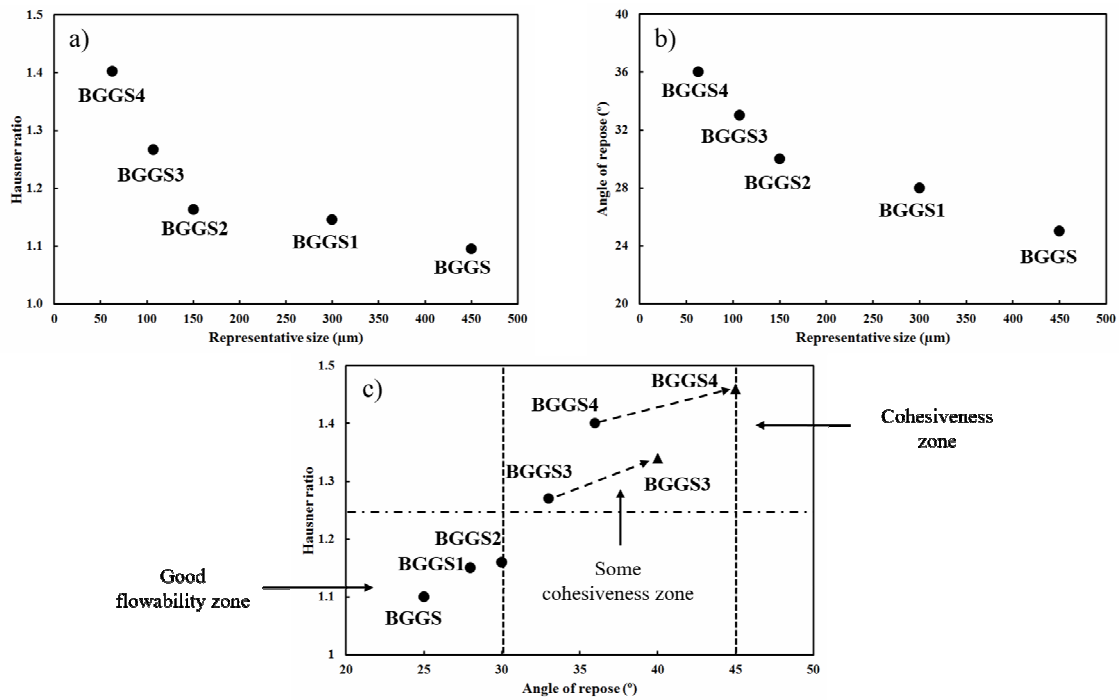 a)
1.5
1.4
1.3
1.2
1.1
1.0
Hausner ratio
BGGS4
BGGS3
BGGS2
BGGS1
BGGS
0 50 100 150 200 250 300 350 400 450 500
Representative size (µm)
b)
40
36
32
28
24
20
Angle of repose (°)
BGGS4
BGGS3
BGGS2
BGGS1
BGGS
0 50 100 150 200 250 300 350 400 450 500
Representative size (µm)
c)
1.5
1.4
1.3
1.2
1.1
1
Hausner ratio
BGGS4
BGGS4
BGGS3
BGGS3
BGGS2
BGGS1
BGGS
Some
cohesiveness zone
Cohesiveness
zone
Good
flowability zone
20 25 30 35 40 45 50
Angle of repose (°)